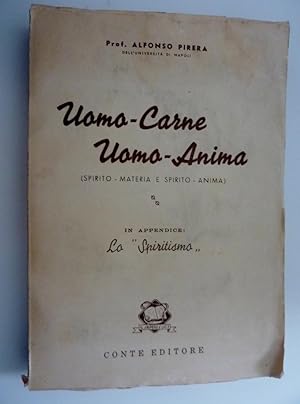 Prof. ALFONSO PIRERA
DELL'UNIVERSITÀ DI NAPOLI
Uomo-Carne
Uomo-Anima
(SPIRITO - MATERIA E SPIRITO - ANIMA)
IN APPENDICE:
Lo "Spiritismo„
CONTE EDITORE